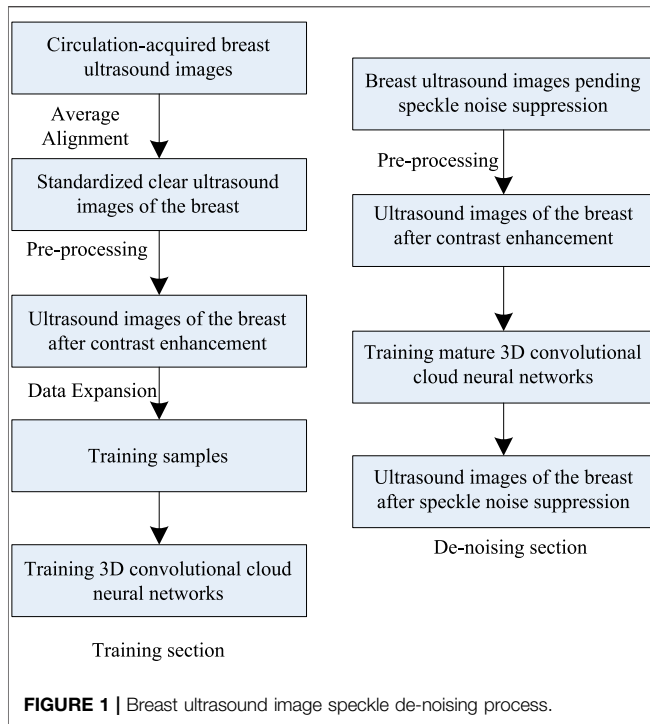 Circulation-acquired breast
ultrasound images
Average
Alignment
Standardized clear ultrasound
images of the breast
Pre-processing
Ultrasound images of the breast
after contrast enhancement
Data Expansion
Training samples
Training 3D convolutional cloud
neural networks
Training section
Breast ultrasound images pending
speckle noise suppression
Pre-processing
Ultrasound images of the breast
after contrast enhancement
Training mature 3D convolutional
cloud neural networks
Ultrasound images of the breast
after speckle noise suppression
De-noising section
FIGURE 1 | Breast ultrasound image speckle de-noising process.